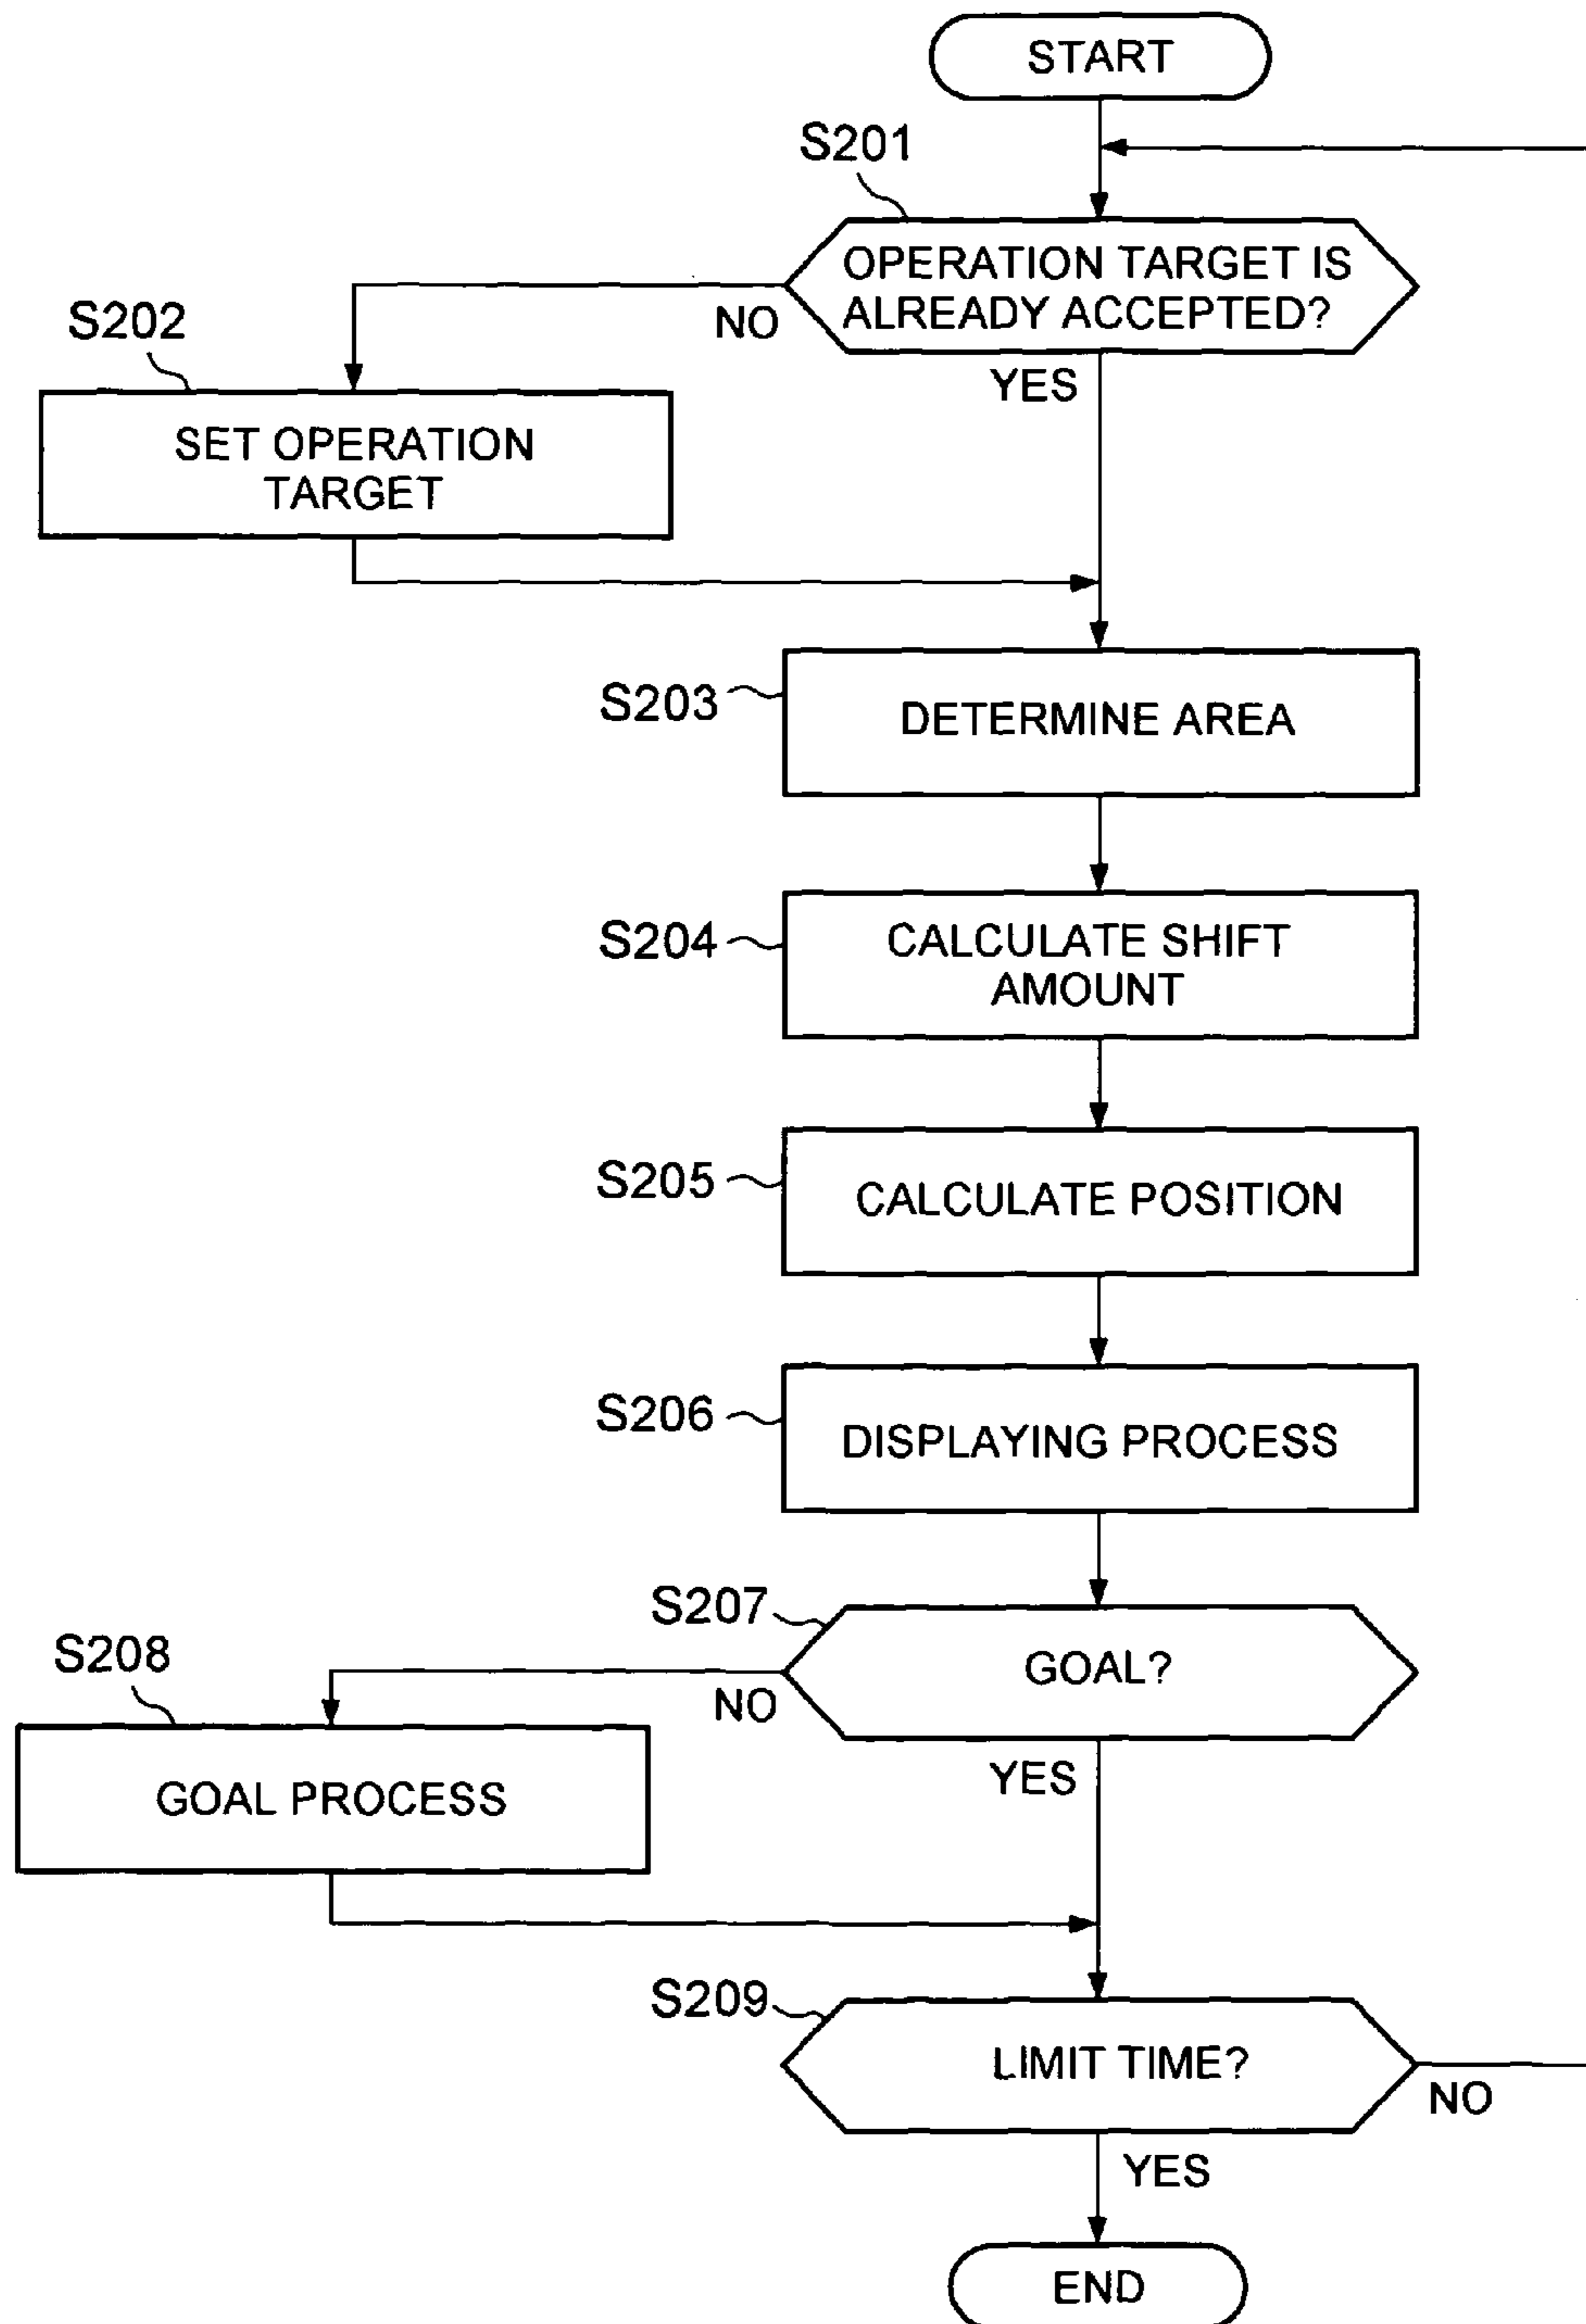 START
S201
OPERATION TARGET IS
ALREADY ACCEPTED?
NO
YES
S202
SET OPERATION
TARGET
S203
DETERMINE AREA
S204
CALCULATE SHIFT
AMOUNT
S205
CALCULATE POSITION
S206
DISPLAYING PROCESS
S207
GOAL?
NO
YES
S208
GOAL PROCESS
S209
LIMIT TIME?
NO
YES
END